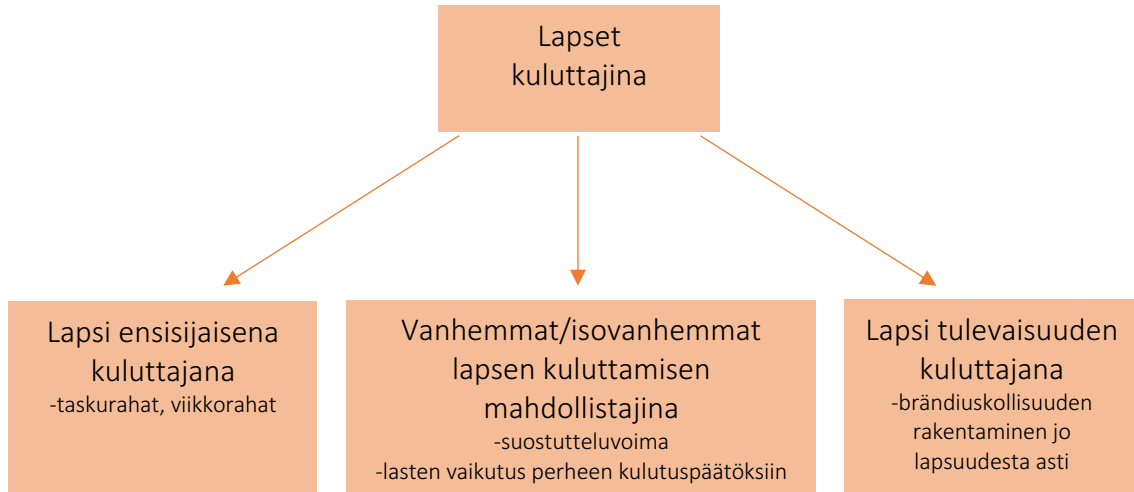 Lapset
kuluttajina
Lapsi ensisijaisena
kuluttajana
-taskurahat, viikkorahat
Vanhemmat/isovanhemmat
lapsen kuluttamisen
mahdollistajina
-suostutteluvoima
-lasten vaikutus perheen kulutuspäätöksiin
Lapsi tulevaisuuden
kuluttajana
-brändiuskollisuuden
rakentaminen jo
lapsuudesta asti